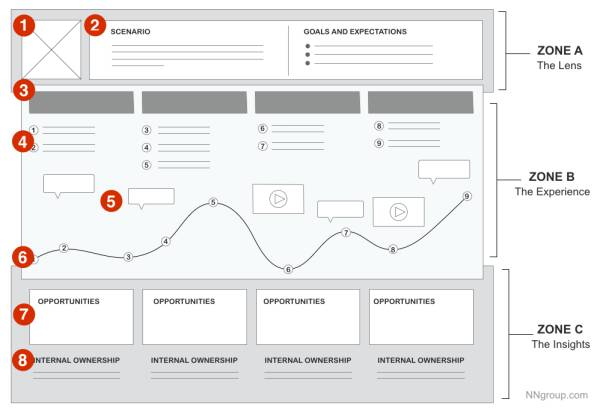 1
2
SCENARIO
GOALS AND EXPECTATIONS
ZONE A
The Lens
3
4
1
2
3
4
5
6
7
8
9
ZONE B
The Experience
5
6
2
3
4
5
6
7
8
9
7
OPPORTUNITIES
OPPORTUNITIES
OPPORTUNITIES
OPPORTUNITIES
ZONE C
The Insights
8
INTERNAL OWNERSHIP
INTERNAL OWNERSHIP
INTERNAL OWNERSHIP
INTERNAL OWNERSHIP
NNgroup.com